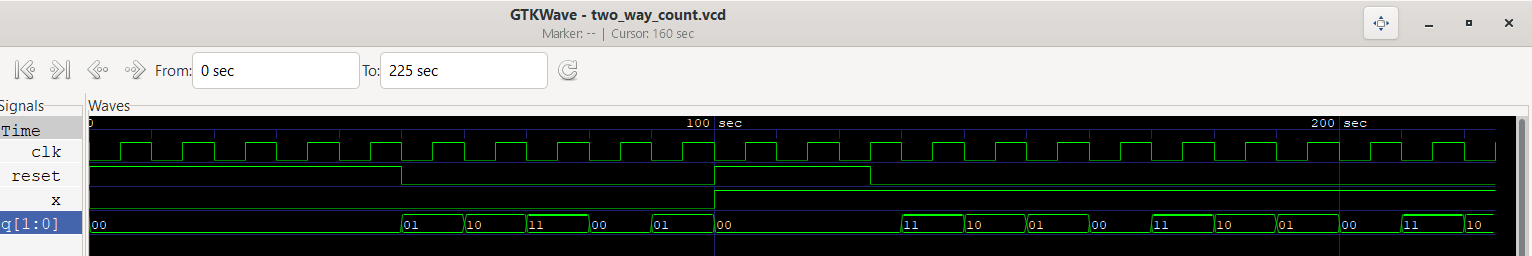 GTKWave - two_way_count.vcd
Marker: -- | Cursor: 160 sec
From: 0 sec To: 225 sec
Signals Waves
Time 0 100 sec 200 sec
clk
reset
x
q[1:0] 00 01 10 11 00 01 00 11 10 01 00 11 10 01 00 11 10